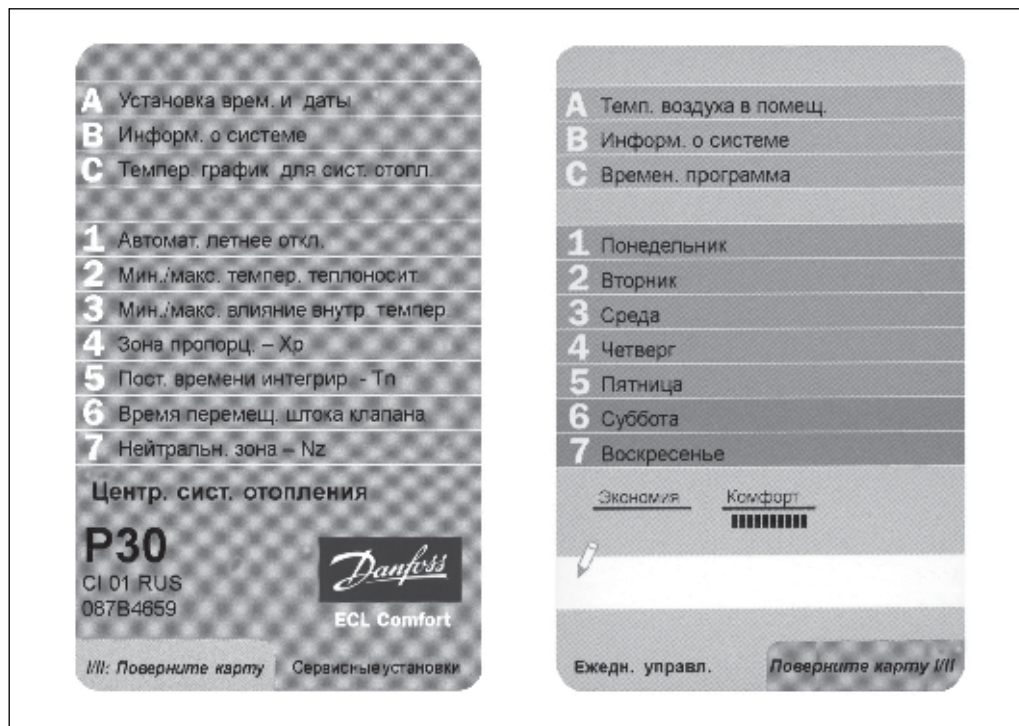 A Установка врем. и даты
B Информ. о системе
C Темпер. график для сист. отопл.
1 Автомат. летнее откл.
2 Мин./макс. темпер. теплоносит.
3 Мин./макс. влияние внутр. темпер.
4 Зона пропорц. – Xp
5 Пост. времени интегрир. - Tn
6 Время перемещ. штока клапана
7 Нейтральн. зона – Nz
Центр. сист. отопления
P30
CI 01 RUS
087B4659
Danfoss
ECL Comfort
I/II: Поверните карту
Сервисные установки
A Темп. воздуха в помещ.
B Информ. о системе
C Времен. программа
1 Понедельник
2 Вторник
3 Среда
4 Четверг
5 Пятница
6 Суббота
7 Воскресенье
Экономия Комфорт
Ежедн. управл.
Поверните карту I/II